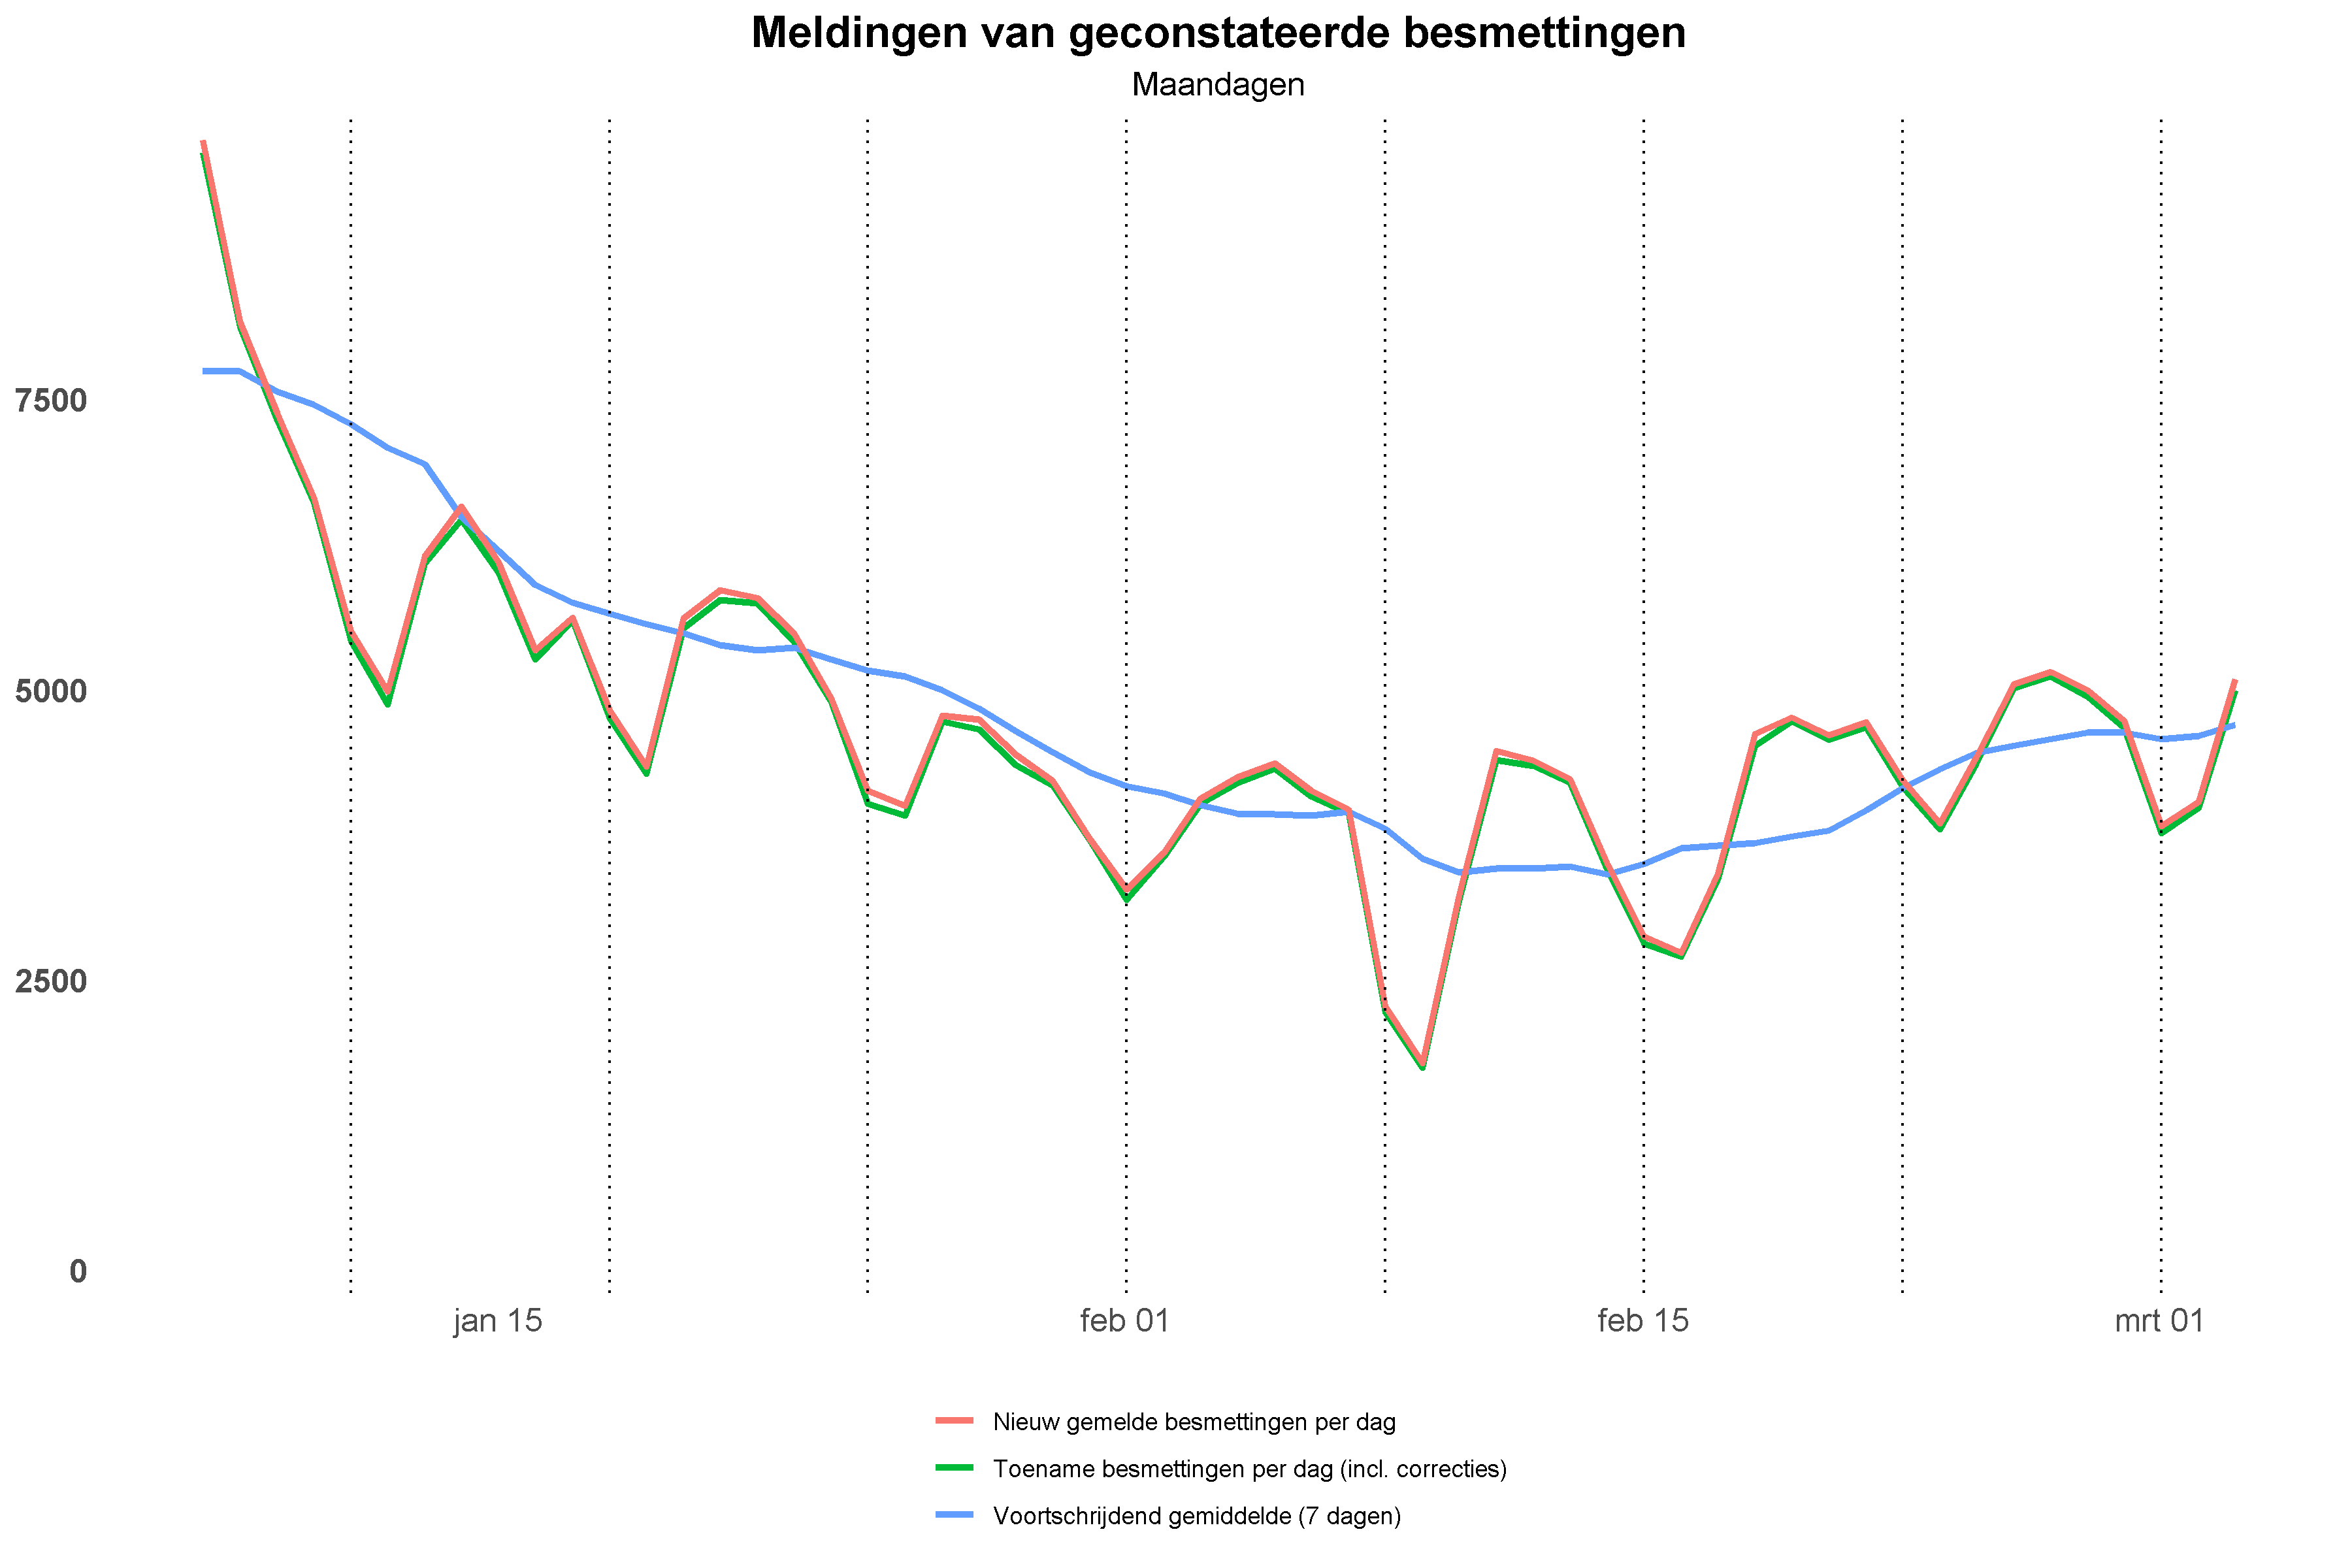 Meldingen van geconstateerde besmettingen
Maandagen
7500
5000
2500
0
jan 15
feb 01
feb 15
mrt 01
Nieuw gemelde besmettingen per dag
Toename besmettingen per dag (incl. correcties)
Voortschrijdend gemiddelde (7 dagen)